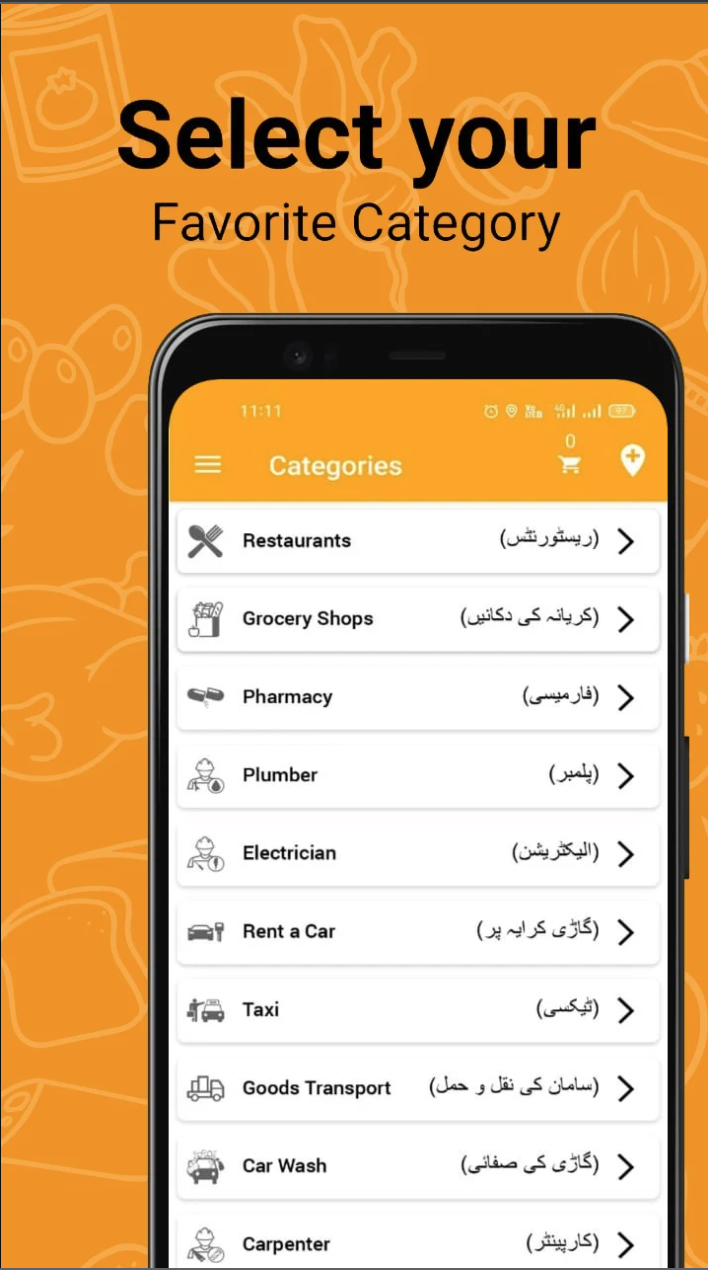 Select your
Favorite Category
11:11
97
0
Categories
Restaurants (ریسٹورنٹس)
Grocery Shops (کریانہ کی دکانیں)
Pharmacy (فارمیسی)
Plumber (پلمبر)
Electrician (الیکٹریشن)
Rent a Car (گاڑی کرایہ پر)
Taxi (ٹیکسی)
Goods Transport (سامان کی نقل و حمل)
Car Wash (گاڑی کی صفائی)
Carpenter (کارپینٹر)